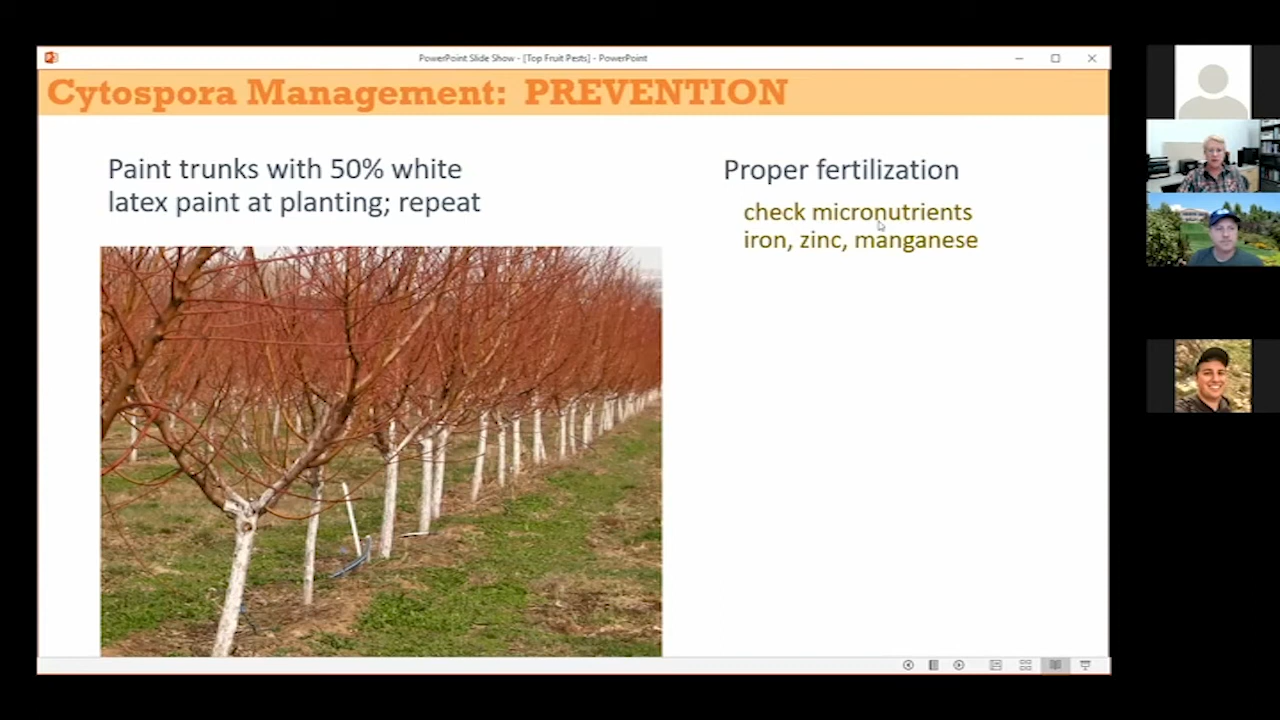 PowerPoint Slide Show - [Top Fruit Pests] - PowerPoint
Cytospora Management: PREVENTION
Paint trunks with 50% white
latex paint at planting; repeat
Proper fertilization
check micronutrients
iron, zinc, manganese